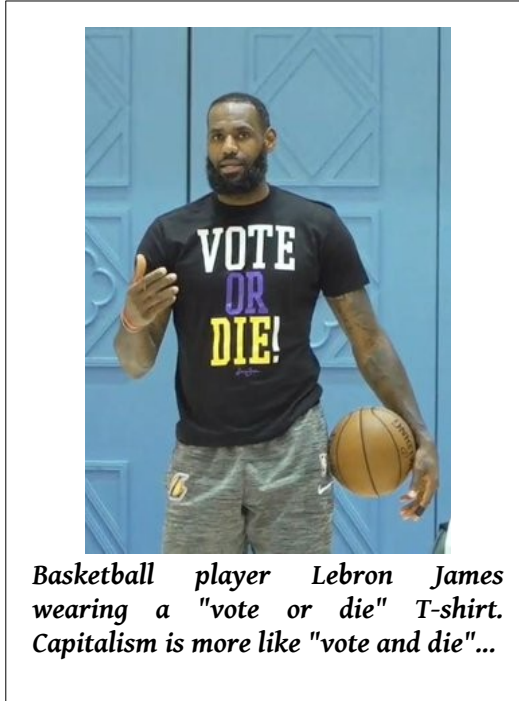 VOTE
OR
DIE!
Basketball player Lebron James
wearing a "vote or die" T-shirt.
Capitalism is more like "vote and die"...